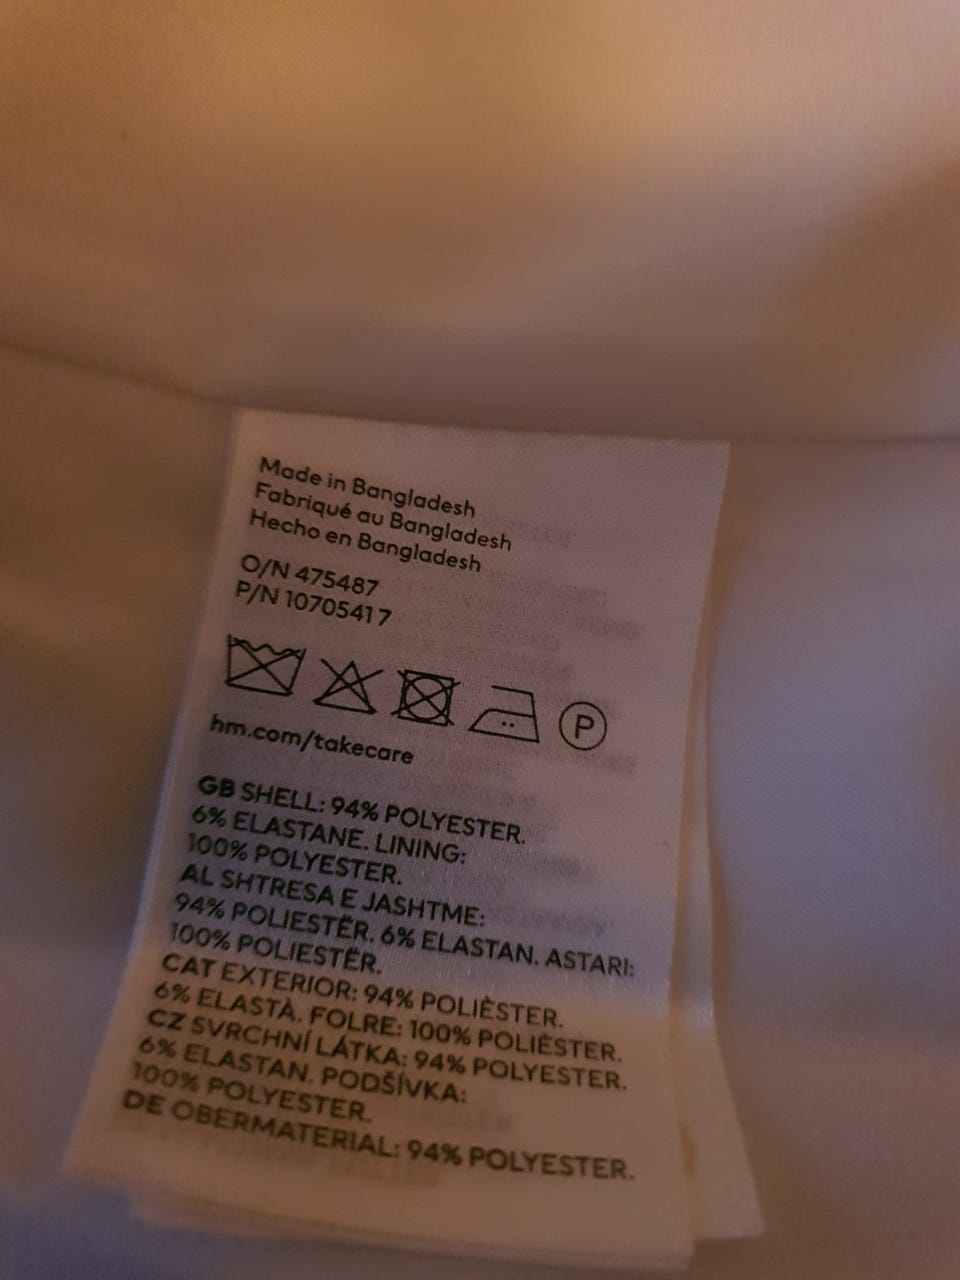 Made in Bangladesh
Fabriqué au Bangladesh
Hecho en Bangladesh
O/N 475487
P/N 10705417
P
hm.com/takecare
GB SHELL: 94% POLYESTER.
6% ELASTANE. LINING:
100% POLYESTER.
AL SHTRESA E JASHTME:
94% POLIESTËR. 6% ELASTAN. ASTARI:
100% POLIESTËR.
CAT EXTERIOR: 94% POLIÈSTER.
6% ELASTÀ. FOLRE: 100% POLIÈSTER.
CZ SVRCHNÍ LÁTKA: 94% POLYESTER.
6% ELASTAN. PODŠÍVKA:
100% POLYESTER.
DE OBERMATERIAL: 94% POLYESTER.